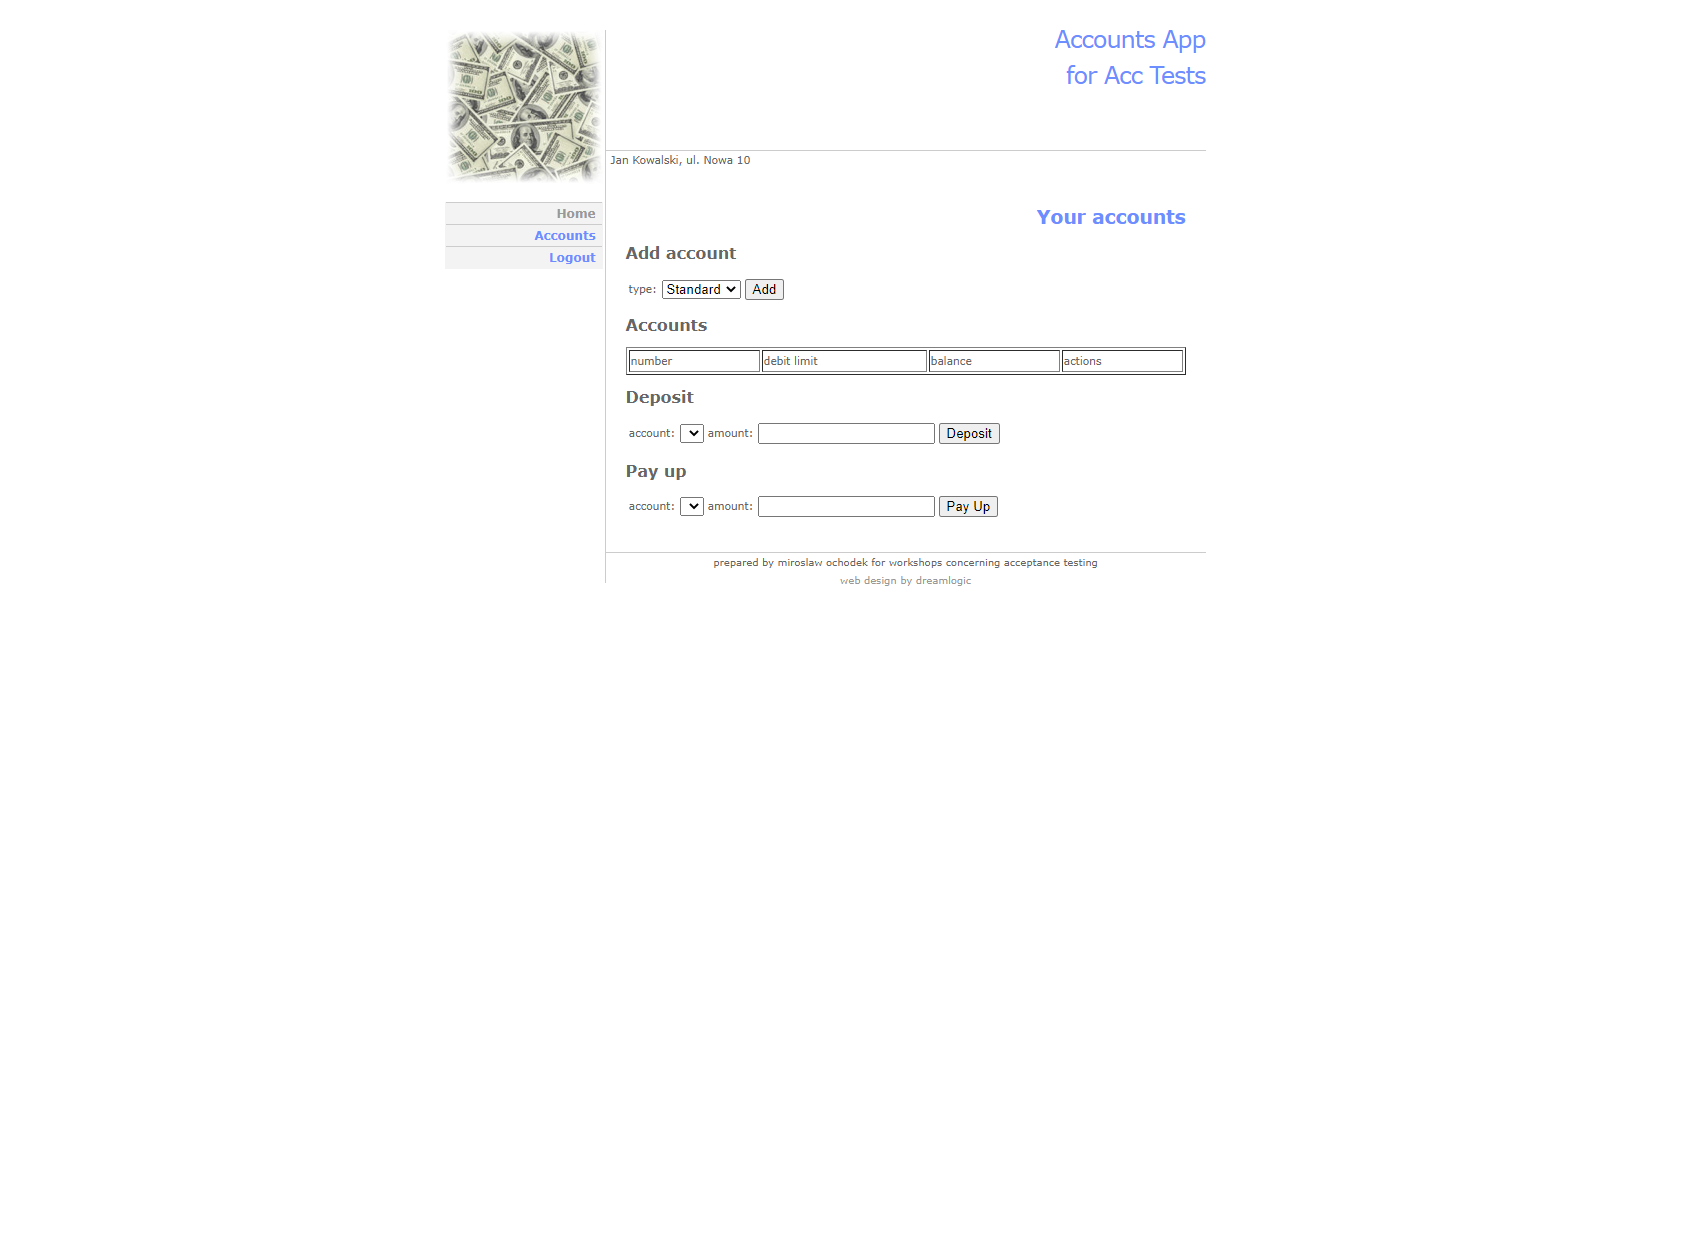 Accounts App
for Acc Tests
Jan Kowalski, ul. Nowa 10
Home
Accounts
Logout
Your accounts
Add account
type: Standard Add
Accounts
number debit limit balance actions
Deposit
account: amount: Deposit
Pay up
account: amount: Pay Up
prepared by miroslaw ochodek for workshops concerning acceptance testing
web design by dreamlogic